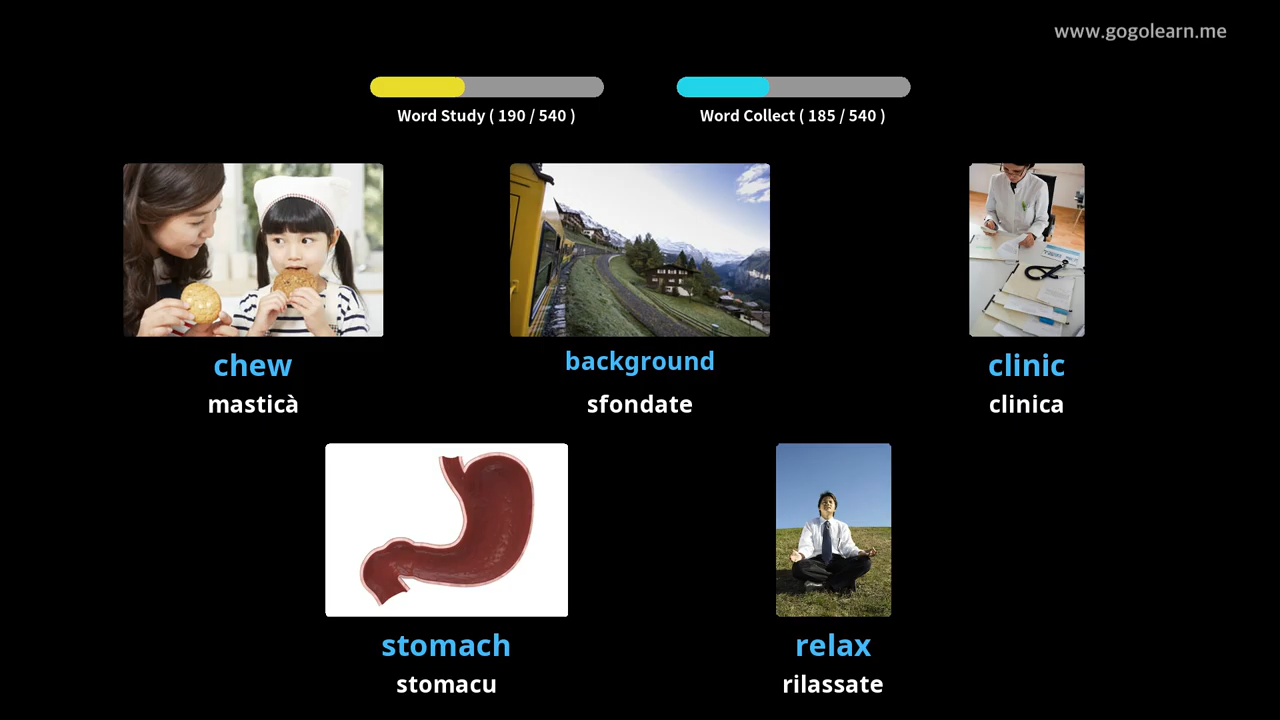 www.gogolearn.me
Word Study ( 190 / 540 )
Word Collect ( 185 / 540 )
chew
background
clinic
masticà
sfondate
clinica
stomach
relax
stomacu
rilassate